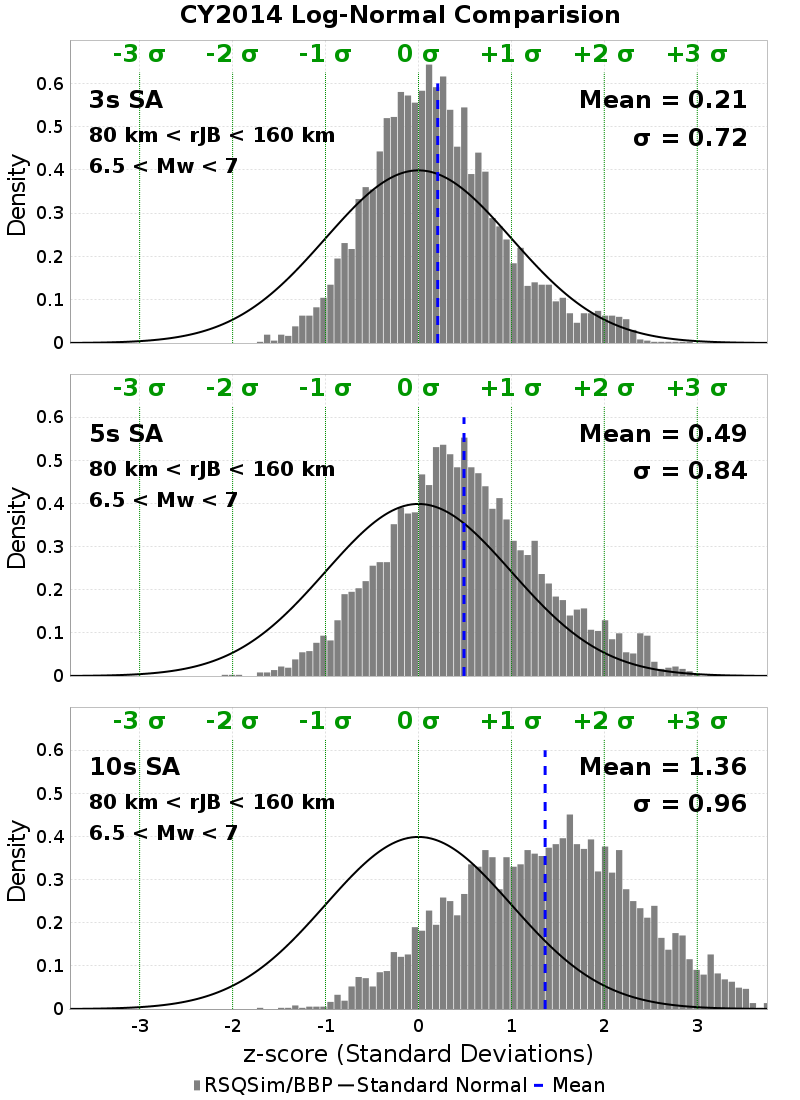 CY2014 Log-Normal Comparision
-3 σ -2 σ -1 σ 0 σ +1 σ +2 σ +3 σ
3s SA
80 km < rJB < 160 km
6.5 < Mw < 7
Mean = 0.21
σ = 0.72
Density
0.6
0.5
0.4
0.3
0.2
0.1
0
-3 σ -2 σ -1 σ 0 σ +1 σ +2 σ +3 σ
5s SA
80 km < rJB < 160 km
6.5 < Mw < 7
Mean = 0.49
σ = 0.84
Density
0.6
0.5
0.4
0.3
0.2
0.1
0
-3 σ -2 σ -1 σ 0 σ +1 σ +2 σ +3 σ
10s SA
80 km < rJB < 160 km
6.5 < Mw < 7
Mean = 1.36
σ = 0.96
Density
0.6
0.5
0.4
0.3
0.2
0.1
0
-3 -2 -1 0 1 2 3
z-score (Standard Deviations)
RSQSim/BBP Standard Normal Mean